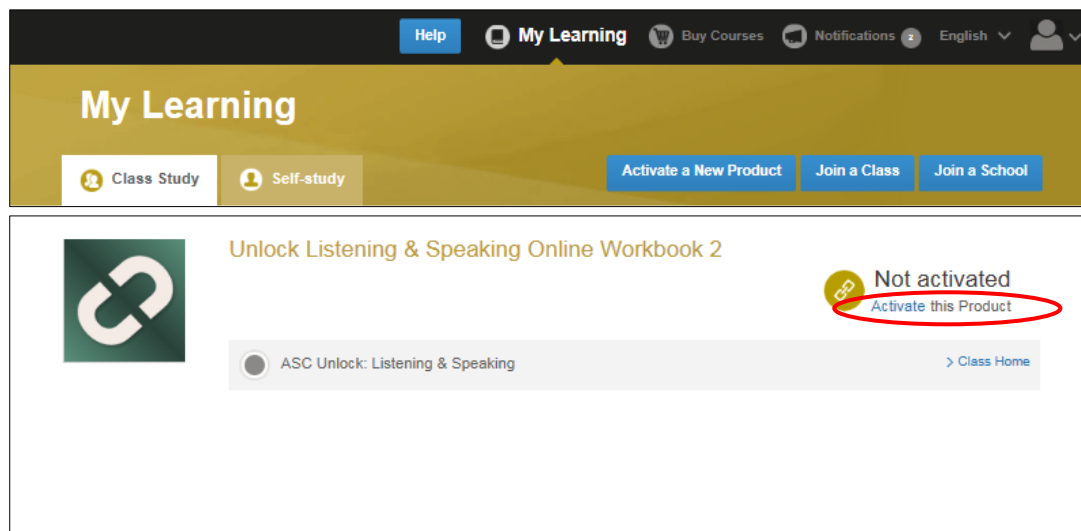 Help My Learning Buy Courses Notifications 2 English
My Learning
Class Study Self-study Activate a New Product Join a Class Join a School
Unlock Listening & Speaking Online Workbook 2
Not activated
Activate this Product
ASC Unlock: Listening & Speaking > Class Home